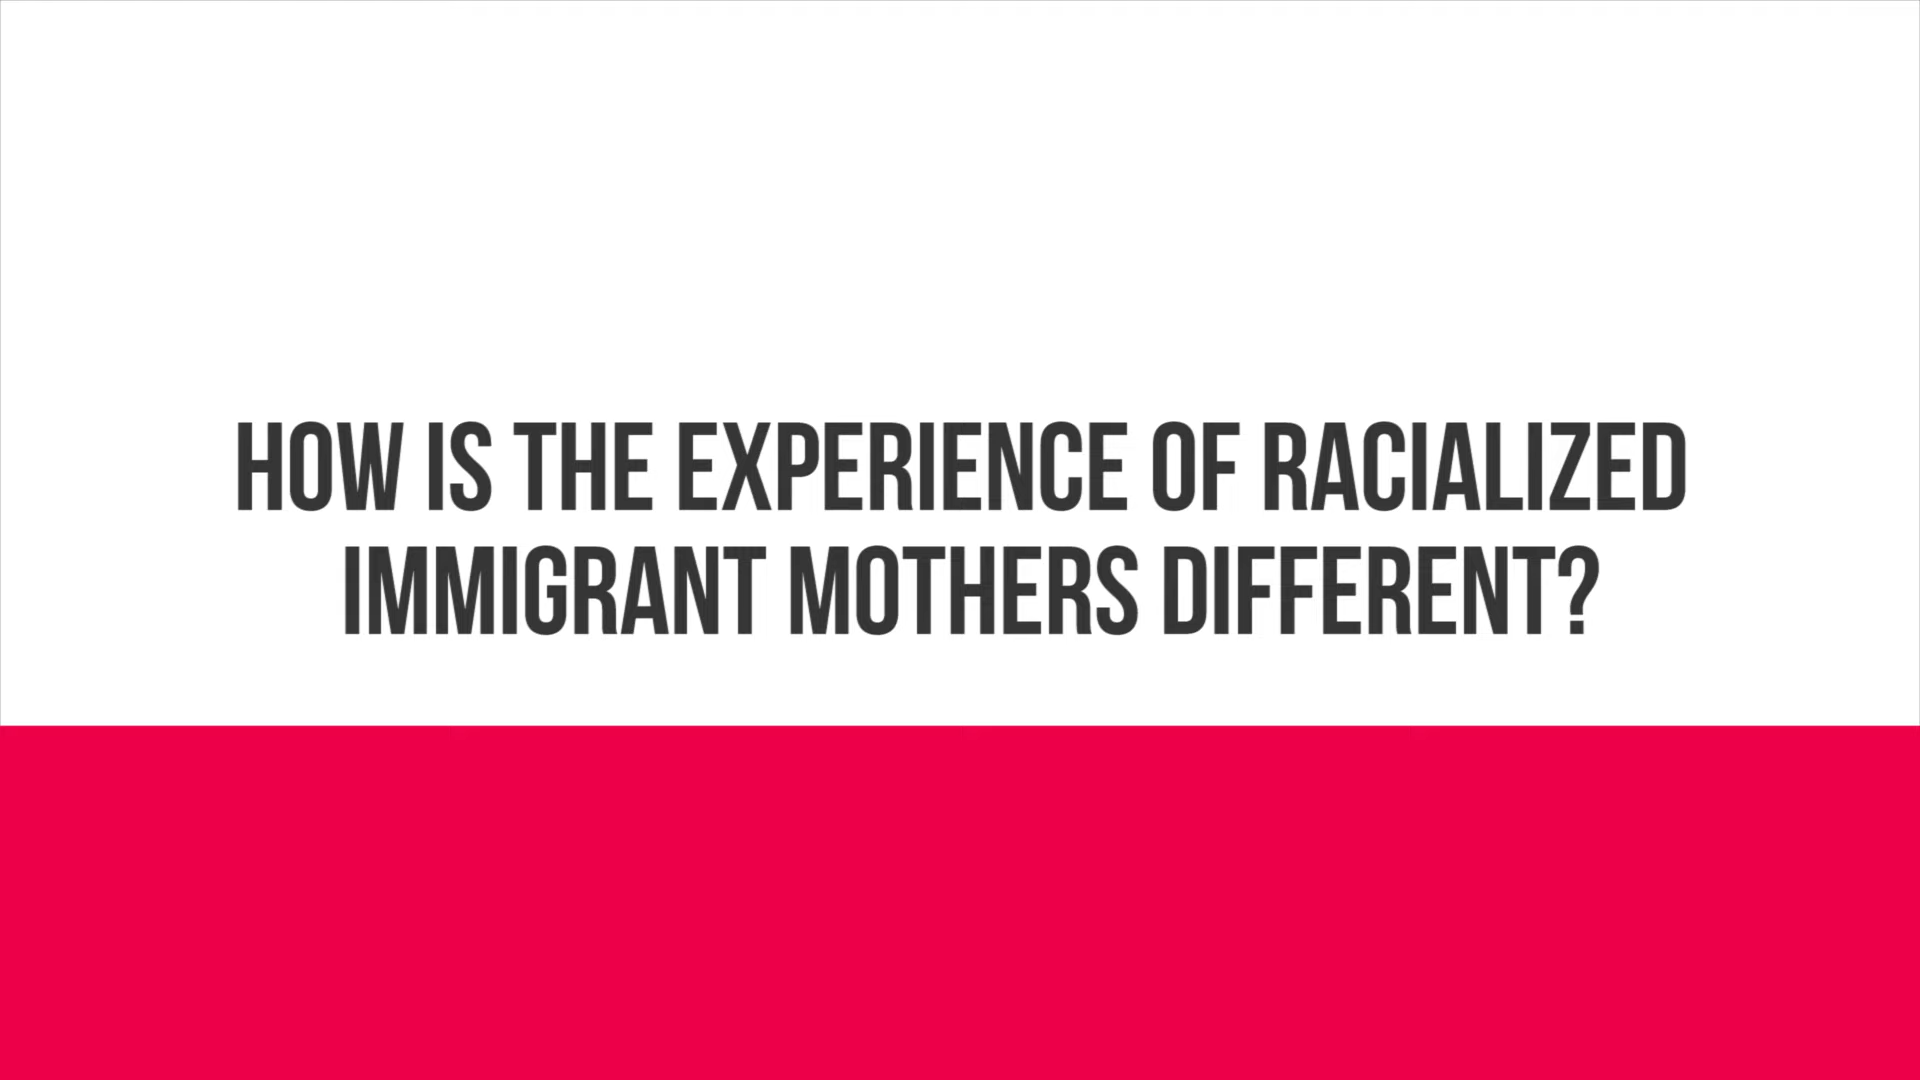 HOW IS THE EXPERIENCE OF RACIALIZED
IMMIGRANT MOTHERS DIFFERENT?